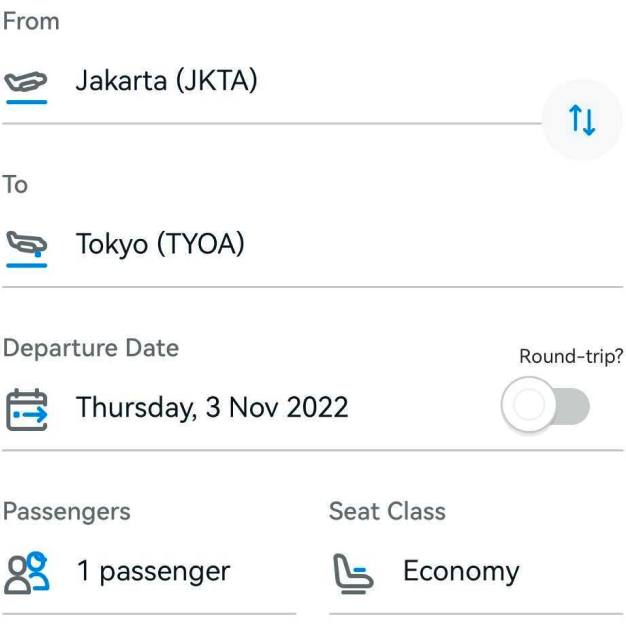 From
Jakarta (JKTA)
To
Tokyo (TYOA)
Departure Date
Round-trip?
Thursday, 3 Nov 2022
Passengers
Seat Class
1 passenger
Economy